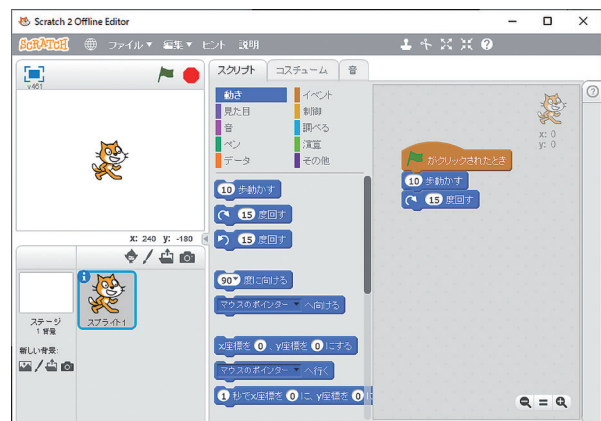 Scratch 2 Offline Editor
SCRATCH ファイル▼ 編集▼ ヒント 説明
v461
X: 240 y: -180
ステージ
1 背景
スプライト1
新しい背景:
スクリプト コスチューム 音
動き イベント
見た目 制御
音 調べる
ペン 演算
データ その他
10 歩動かす
15 度回す
15 度回す
90▼ 度に向ける
マウスのポインター▼ へ向ける
x座標を 0 、y座標を 0 にする
マウスのポインター▼ へ行く
1 秒でx座標を 0 に、y座標を 0 に
x: 0
y: 0
がクリックされたとき
10 歩動かす
15 度回す